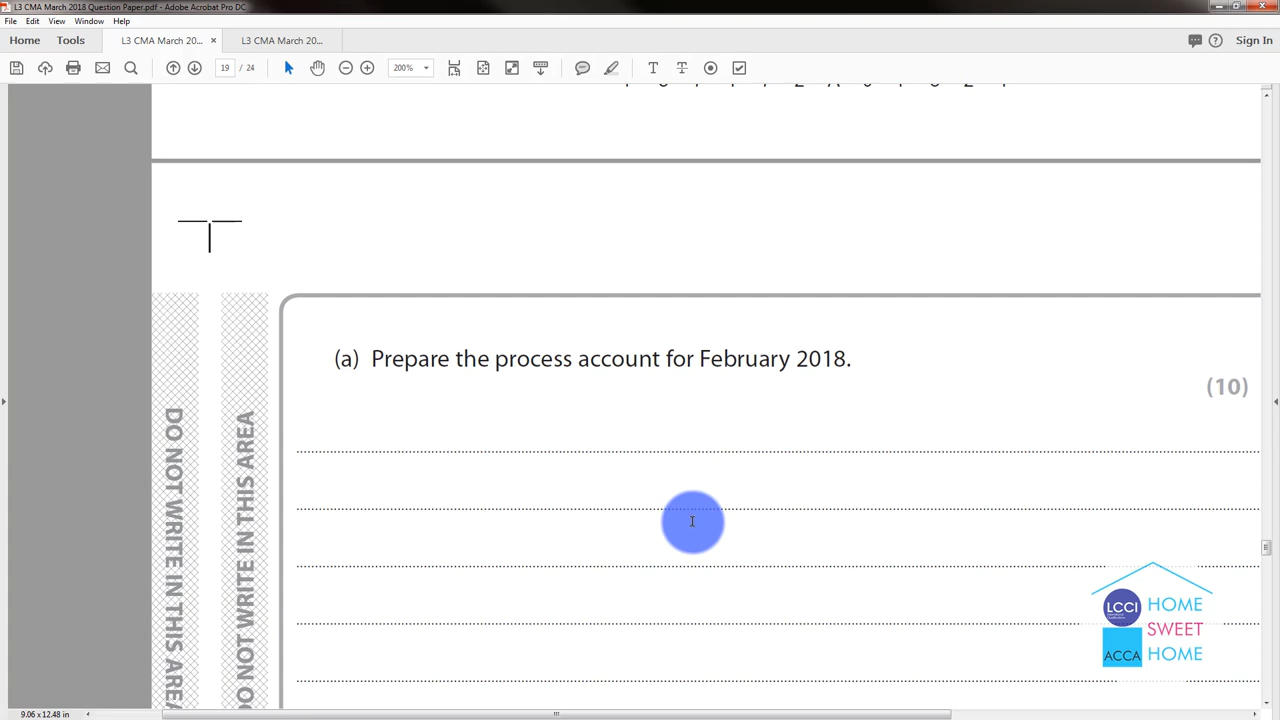 L3 CMA March 2018 Question Paper.pdf - Adobe Acrobat Pro DC
File Edit View Window Help
Home Tools L3 CMA March 20... × L3 CMA March 20... Sign In
19 / 24 200%
(a) Prepare the process account for February 2018.
(10)
DO NOT WRITE IN THIS AREA
DO NOT WRITE IN THIS AREA
LCCI HOME
SWEET
ACCA HOME
9.06 x 12.48 in